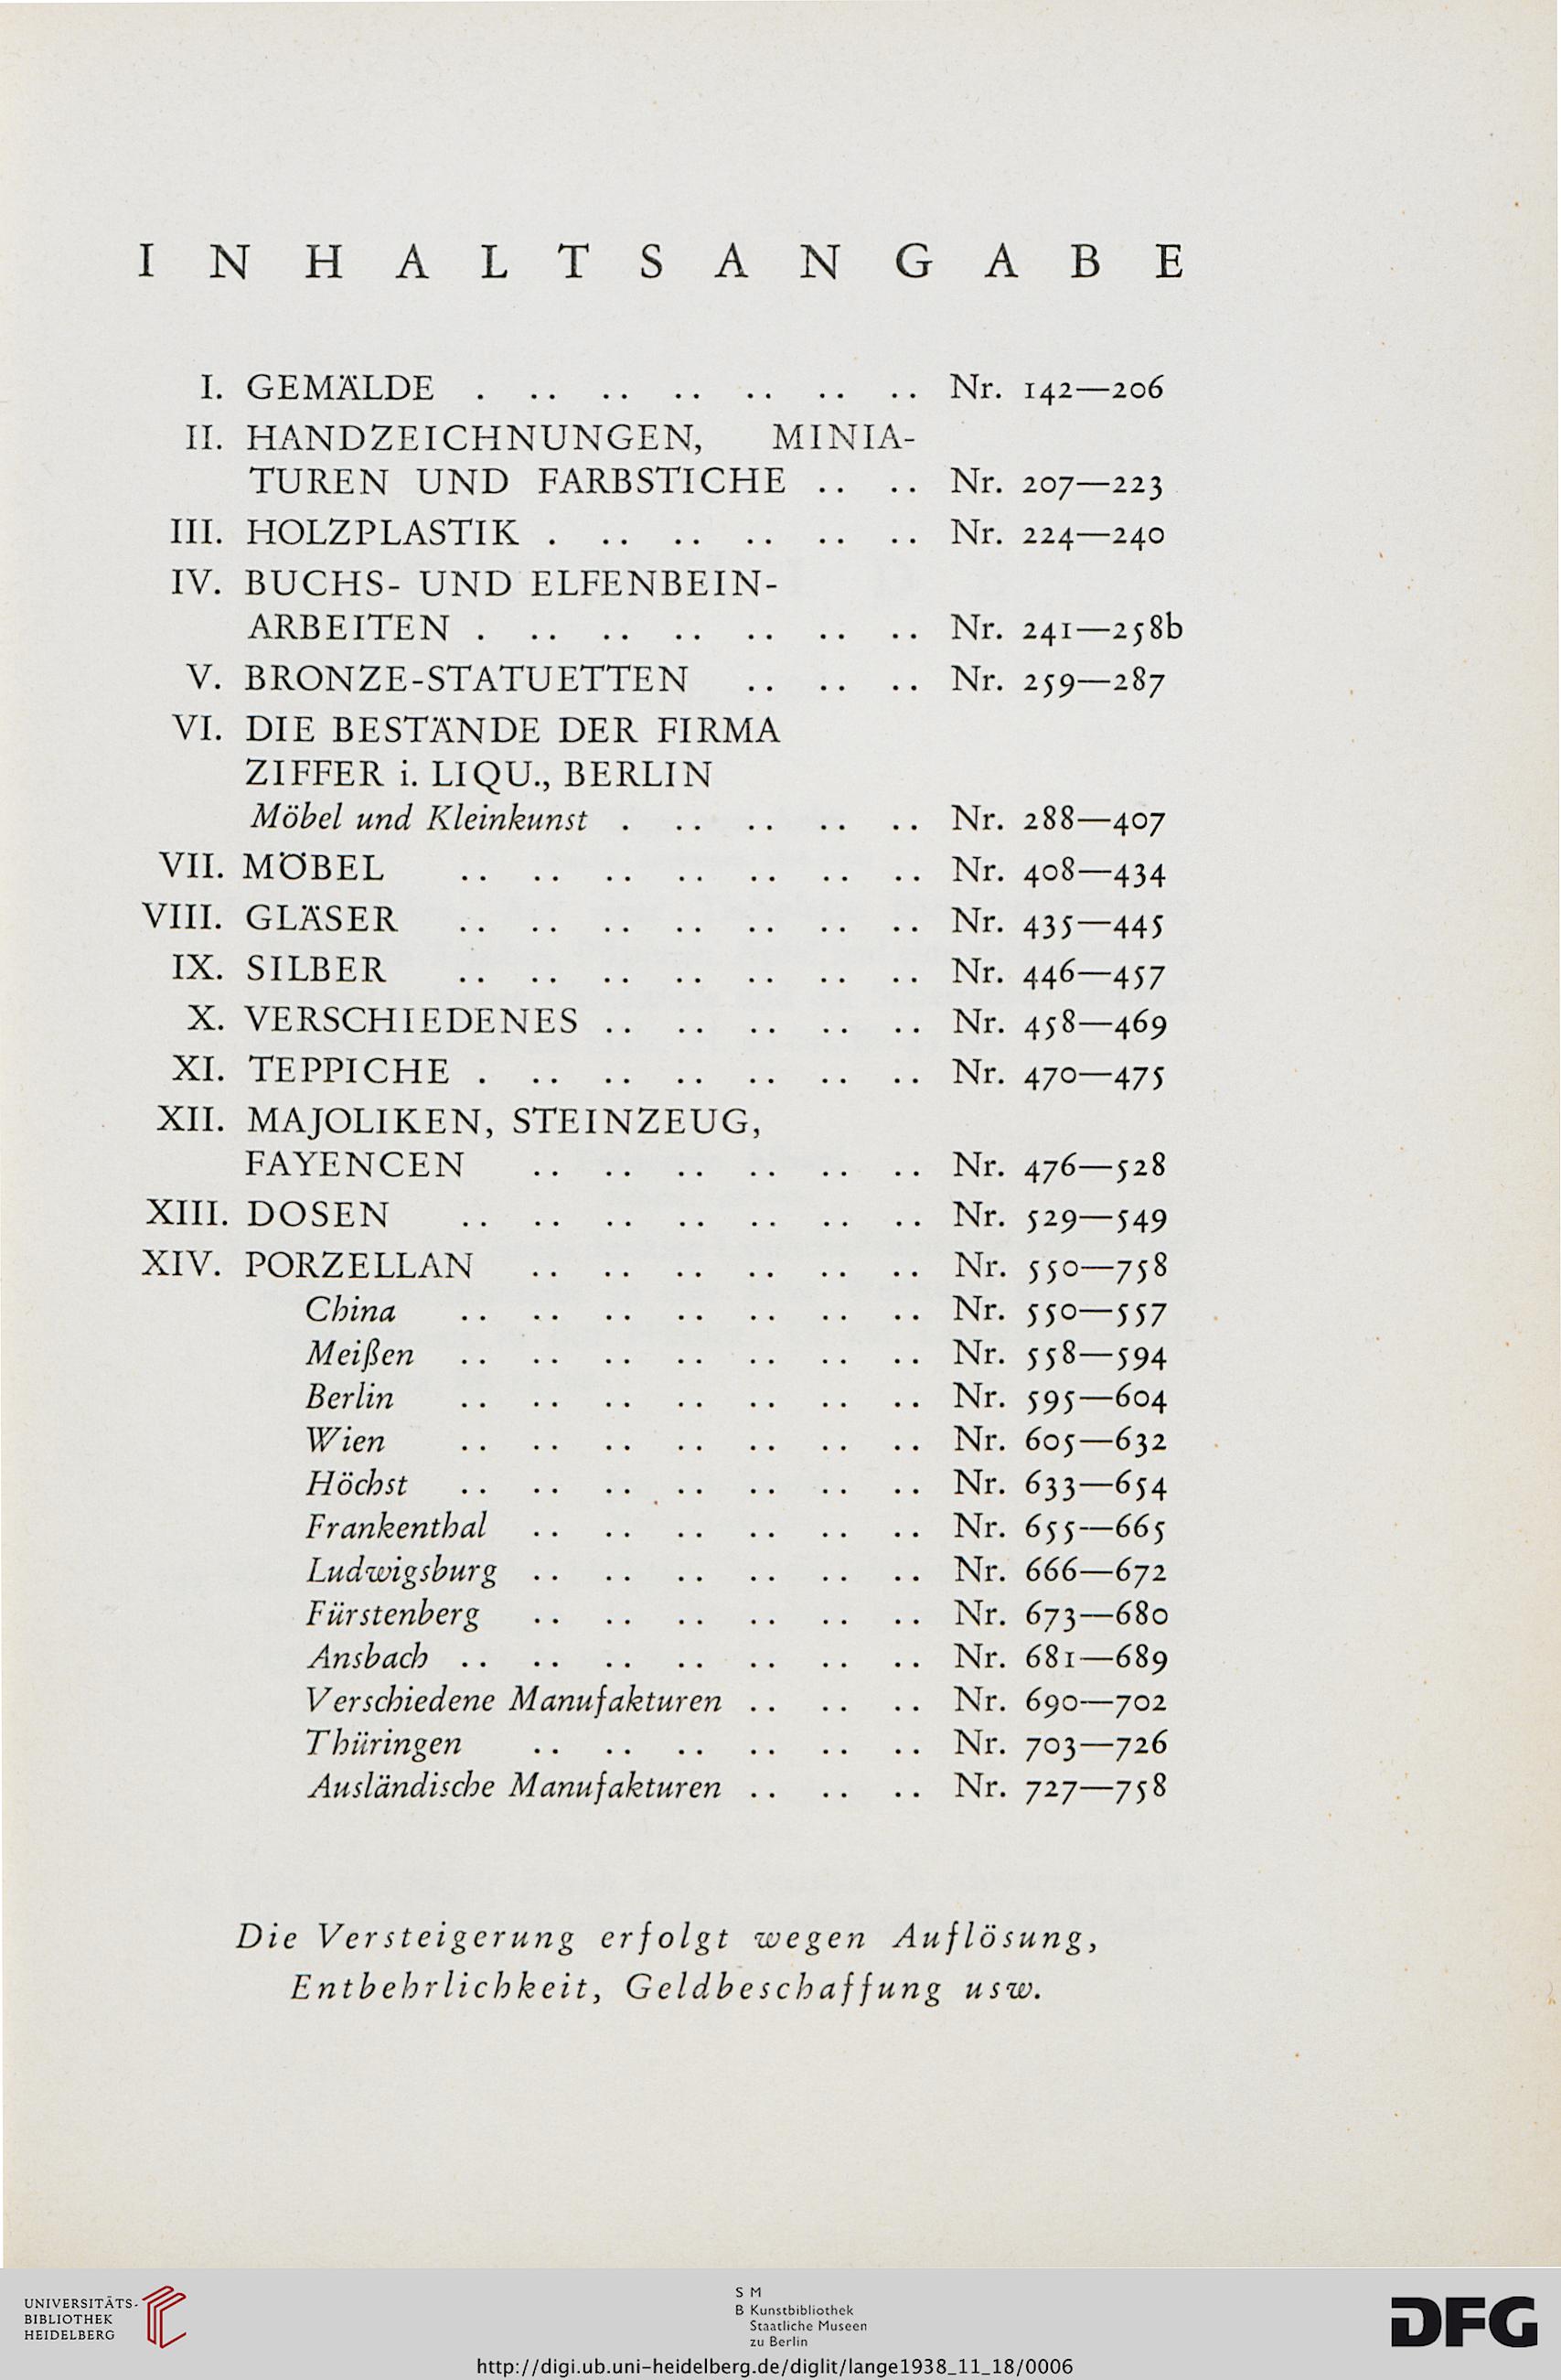 INHALTSANGABE
I. GEMÄLDE . .. .. .. .. .. .. Nr. 142—206
II. HANDZEICHNUNGEN, MINIA-
TUREN UND FARBSTICHE .. .. Nr. 207—223
III. HOLZPLASTIK . .. .. .. .. .. Nr. 224—240
IV. BUCHS- UND ELFENBEIN-
ARBEITEN . .. .. .. .. .. .. Nr. 241—258b
V. BRONZE-STATUETTEN .. .. .. Nr. 259—287
VI. DIE BESTÄNDE DER FIRMA
ZIFFER i. LIQU., BERLIN
Möbel und Kleinkunst . .. .. .. .. Nr. 288—407
VII. MÖBEL .. .. .. .. .. .. .. Nr. 408—434
VIII. GLÄSER .. .. .. .. .. .. .. Nr. 435—445
IX. SILBER .. .. .. .. .. .. .. Nr. 446—457
X. VERSCHIEDENES .. .. .. .. .. Nr. 458—469
XI. TEPPICHE . .. .. .. .. .. .. Nr. 470—475
XII. MAJOLIKEN, STEINZEUG,
FAYENCEN .. .. .. .. .. .. Nr. 476—528
XIII. DOSEN .. .. .. .. .. .. .. Nr. 529—549
XIV. PORZELLAN .. .. .. .. .. .. Nr. 550—758
China .. .. .. .. .. .. .. Nr. 550—557
Meißen .. .. .. .. .. .. .. Nr. 558—594
Berlin .. .. .. .. .. .. .. Nr. 595—604
Wien .. .. .. .. .. .. .. Nr. 605—632
Höchst .. .. .. .. .. .. .. Nr. 633—654
Frankenthal .. .. .. .. .. .. Nr. 655—665
Ludwigsburg .. .. .. .. .. .. Nr. 666—672
Fürstenberg .. .. .. .. .. .. Nr. 673—680
Ansbach .. .. .. .. .. .. .. Nr. 681—689
Verschiedene Manufakturen .. .. .. Nr. 690—702
Thüringen .. .. .. .. .. .. Nr. 703—726
Ausländische Manufakturen .. .. .. Nr. 727—758
Die Versteigerung erfolgt wegen Auflösung,
Entbehrlichkeit, Geldbeschaffung usw.
UNIVERSITÄTS-
BIBLIOTHEK
HEIDELBERG
S M
B Kunstbibliothek
Staatliche Museen
zu Berlin
DFG
http://digi.ub.uni-heidelberg.de/diglit/lange1938_11_18/0006